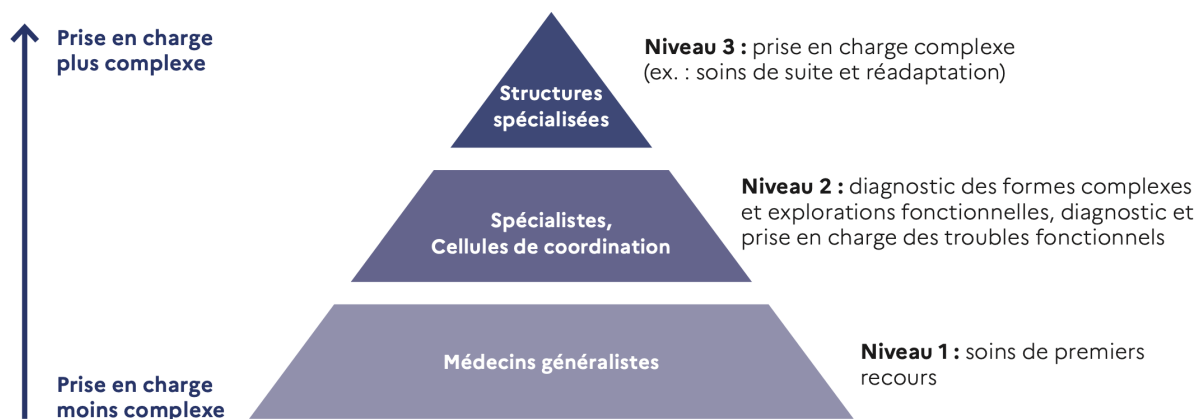 Prise en charge
plus complexe
Structures
spécialisées
Niveau 3 : prise en charge complexe
(ex. : soins de suite et réadaptation)
Spécialistes,
Cellules de coordination
Niveau 2 : diagnostic des formes complexes
et explorations fonctionnelles, diagnostic et
prise en charge des troubles fonctionnels
Médecins généralistes
Niveau 1 : soins de premiers
recours
Prise en charge
moins complexe